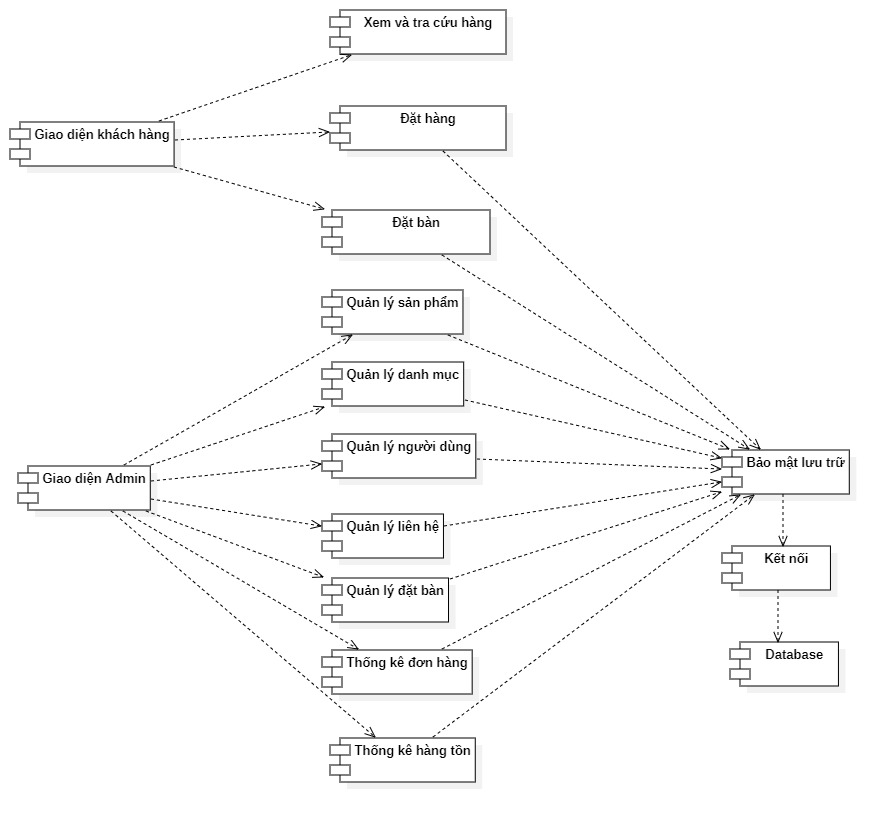 Xem và tra cứu hàng
Đặt hàng
Giao diện khách hàng
Đặt bàn
Quản lý sản phẩm
Quản lý danh mục
Quản lý người dùng
Bảo mật lưu trữ
Giao diện Admin
Quản lý liên hệ
Kết nối
Quản lý đặt bàn
Thống kê đơn hàng
Database
Thống kê hàng tồn